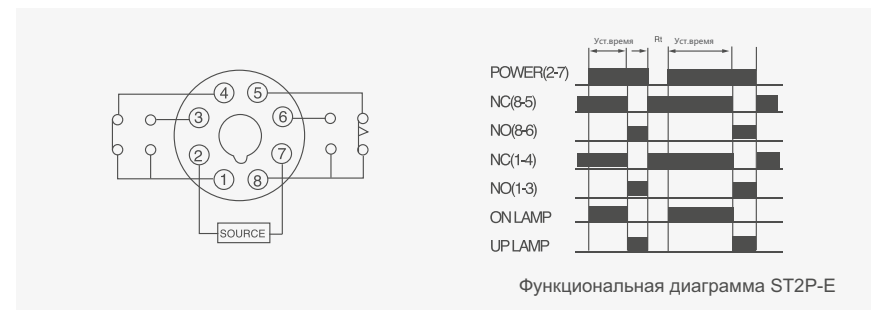 4 5
3 6
2 7
1 8
SOURCE
Уст.время Rt Уст.время
POWER(2-7)
NC(8-5)
NO(8-6)
NC(1-4)
NO(1-3)
ON LAMP
UP LAMP
Функциональная диаграмма ST2P-E